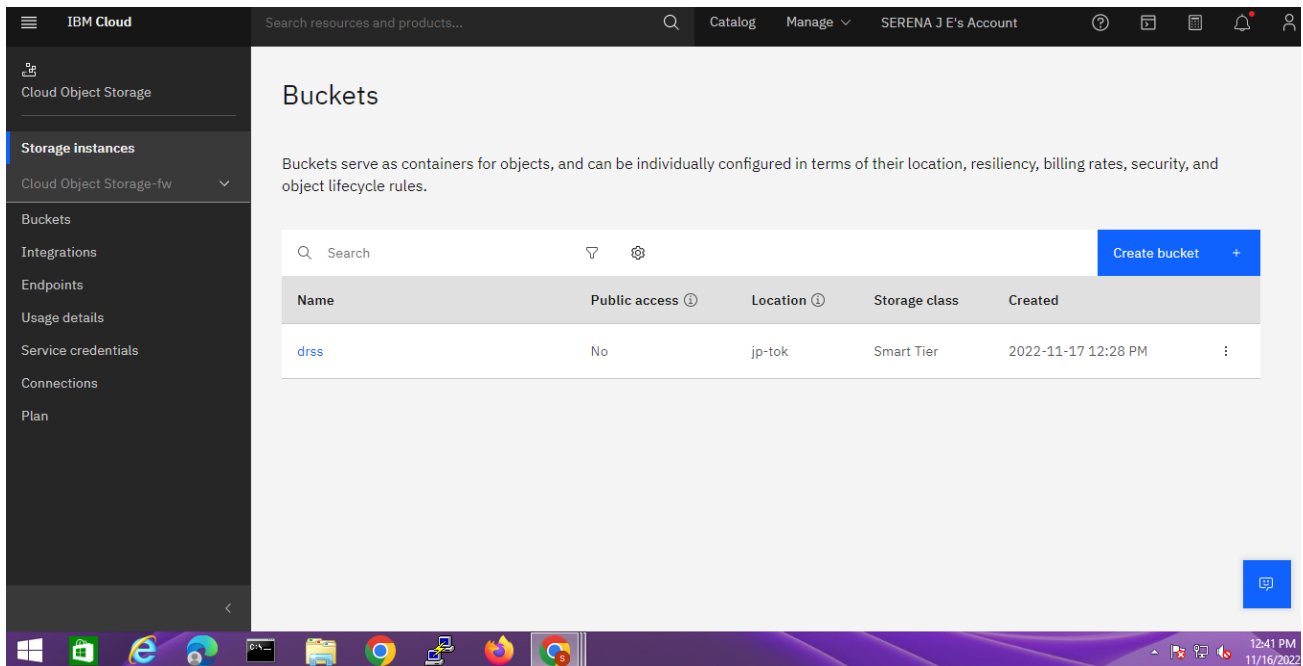 IBM Cloud
Search resources and products...
Catalog
Manage
SERENA J E's Account
Cloud Object Storage
Storage instances
Cloud Object Storage-fw
Buckets
Integrations
Endpoints
Usage details
Service credentials
Connections
Plan
Buckets
Buckets serve as containers for objects, and can be individually configured in terms of their location, resiliency, billing rates, security, and
object lifecycle rules.
Search
Create bucket +
Name Public access Location Storage class Created
drss No jp-tok Smart Tier 2022-11-17 12:28 PM
C:\_
S
12:41 PM
11/16/2022